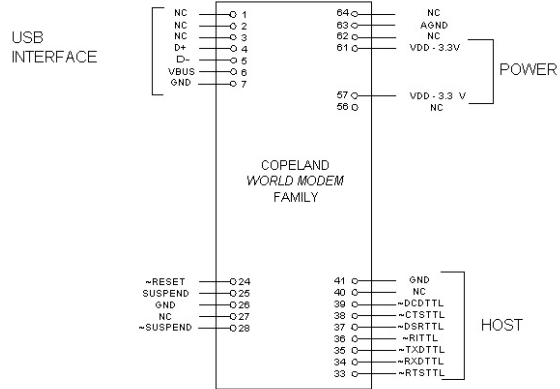 USB
INTERFACE
NC 1
NC 2
NC 3
D+ 4
D- 5
VBUS 6
GND 7
64 NC
63 AGND
62 NC
61 VDD - 3.3V
57 VDD - 3.3 V
56 NC
POWER
COPELAND
WORLD MODEM
FAMILY
~RESET 24
SUSPEND 25
GND 26
NC 27
~SUSPEND 28
41 GND
40 NC
39 ~DCDTTL
38 ~CTSTTL
37 ~DSRTTL
36 ~RITTL
35 ~TXDTTL
34 ~RXDTTL
33 ~RTSTTL
HOST